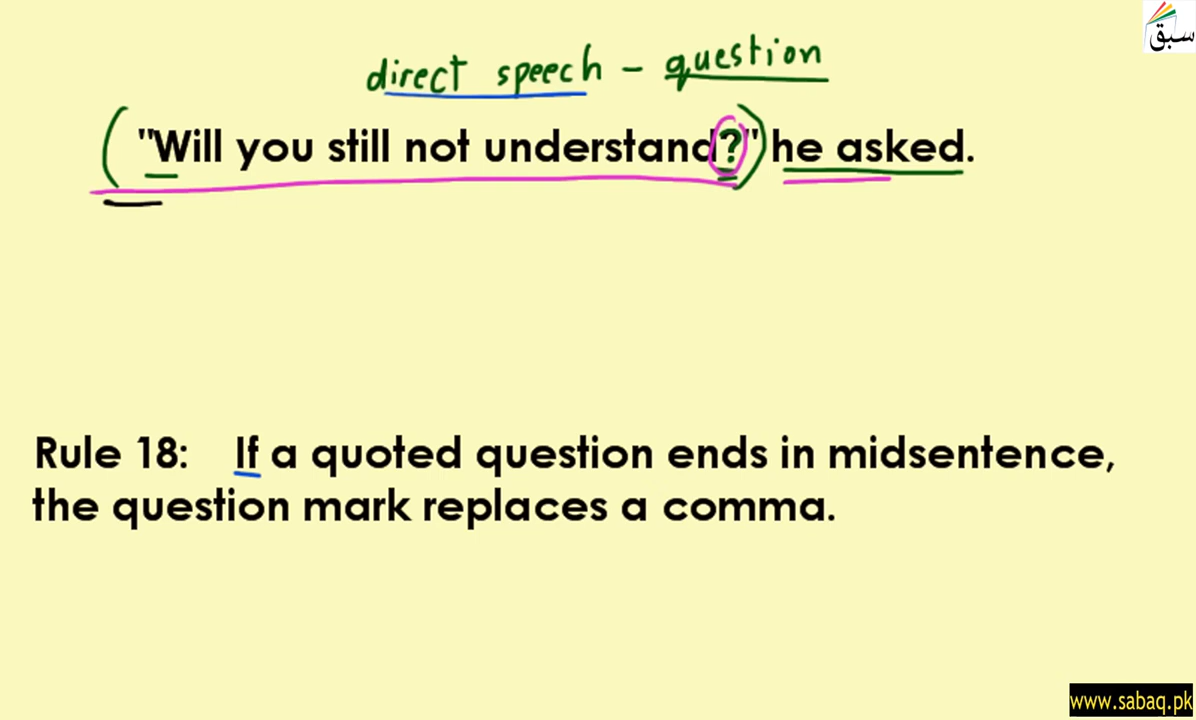 سبق
direct speech - question
("Will you still not understand?") he asked.
Rule 18: If a quoted question ends in midsentence,
the question mark replaces a comma.
www.sabaq.pk